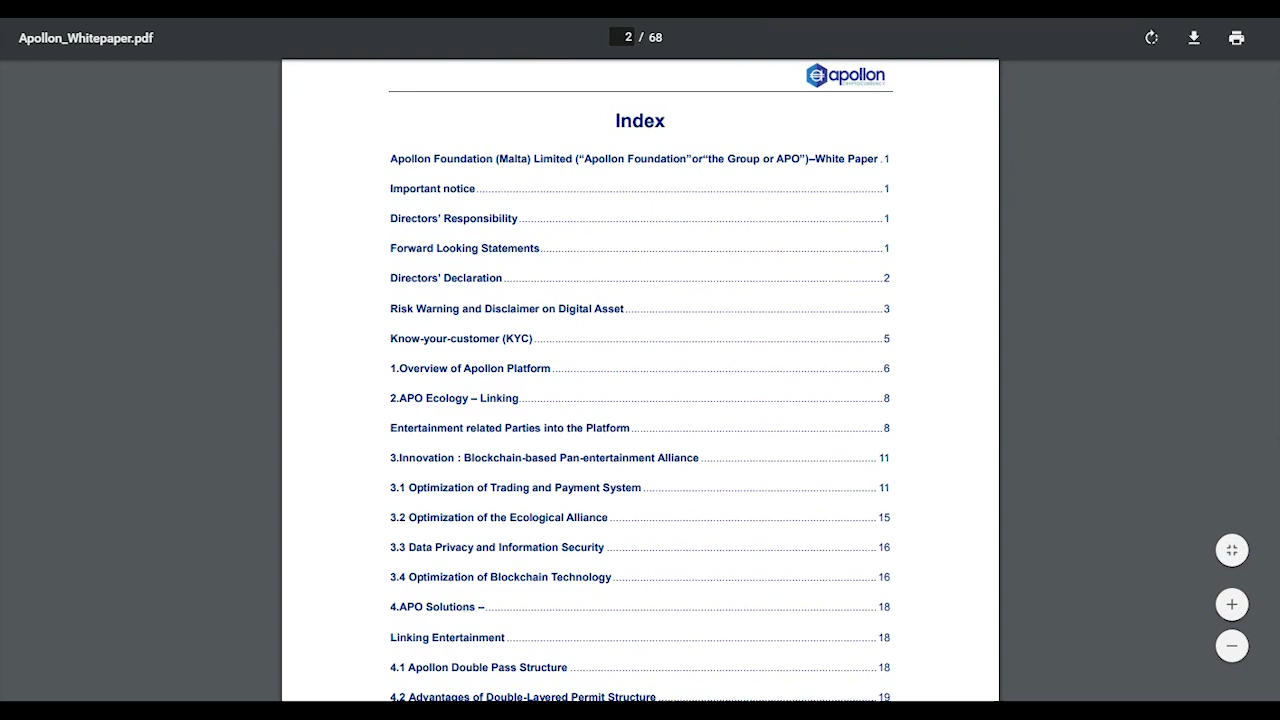 Apollon_Whitepaper.pdf
2 / 68
apollon
CRYPTOCURRENCY
Index
Apollon Foundation (Malta) Limited (“Apollon Foundation”or“the Group or APO”)–White Paper . 1
Important notice 1
Directors’ Responsibility 1
Forward Looking Statements 1
Directors’ Declaration 2
Risk Warning and Disclaimer on Digital Asset 3
Know-your-customer (KYC) 5
1.Overview of Apollon Platform 6
2.APO Ecology – Linking 8
Entertainment related Parties into the Platform 8
3.Innovation : Blockchain-based Pan-entertainment Alliance 11
3.1 Optimization of Trading and Payment System 11
3.2 Optimization of the Ecological Alliance 15
3.3 Data Privacy and Information Security 16
3.4 Optimization of Blockchain Technology 16
4.APO Solutions – 18
Linking Entertainment 18
4.1 Apollon Double Pass Structure 18
4.2 Advantages of Double-Layered Permit Structure 19